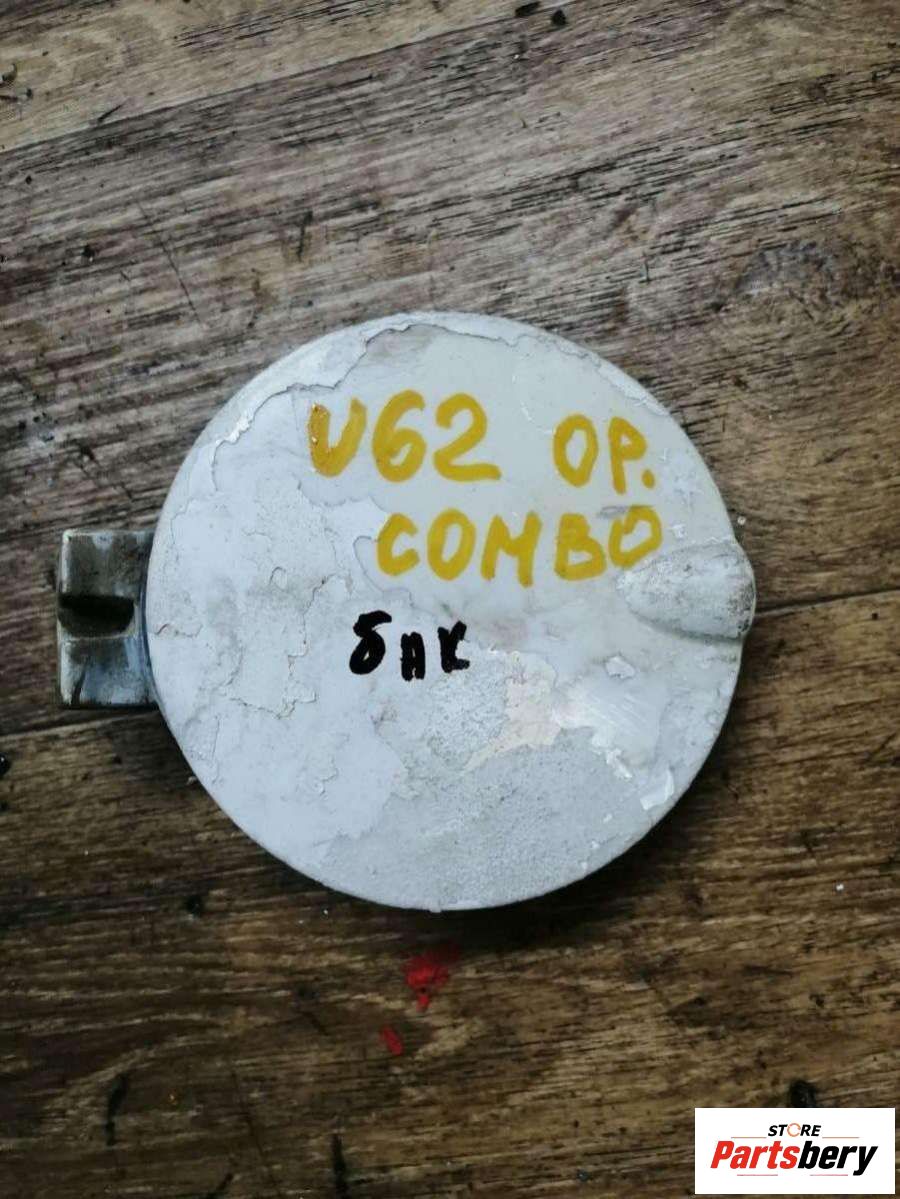 U62 OP.
COMBO
бак
STORE
Partsbery